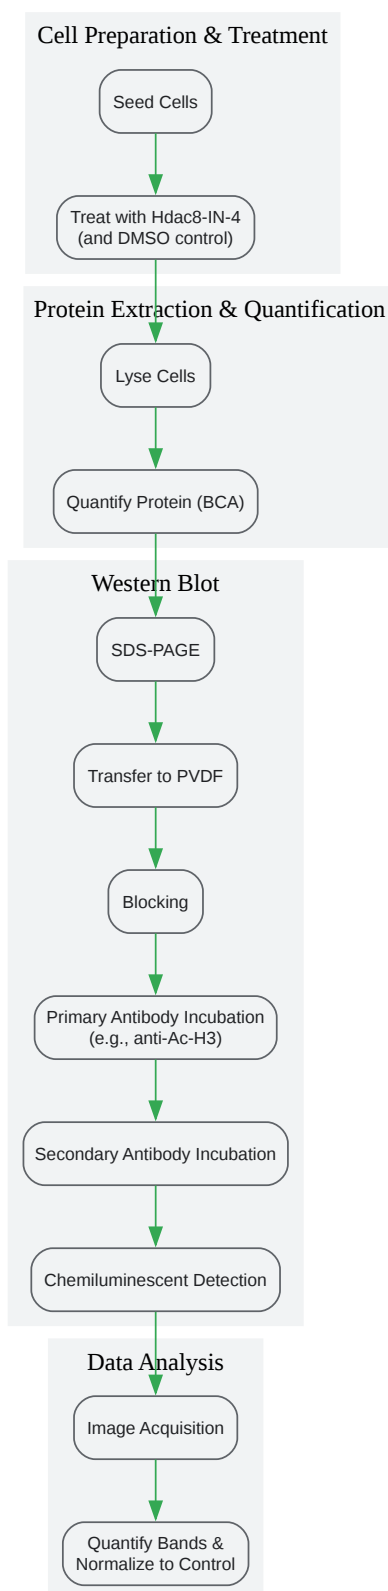 Cell Preparation & Treatment
Seed Cells
Treat with Hdac8-IN-4
(and DMSO control)
Protein Extraction & Quantification
Lyse Cells
Quantify Protein (BCA)
Western Blot
SDS-PAGE
Transfer to PVDF
Blocking
Primary Antibody Incubation
(e.g., anti-Ac-H3)
Secondary Antibody Incubation
Chemiluminescent Detection
Data Analysis
Image Acquisition
Quantify Bands &
Normalize to Control